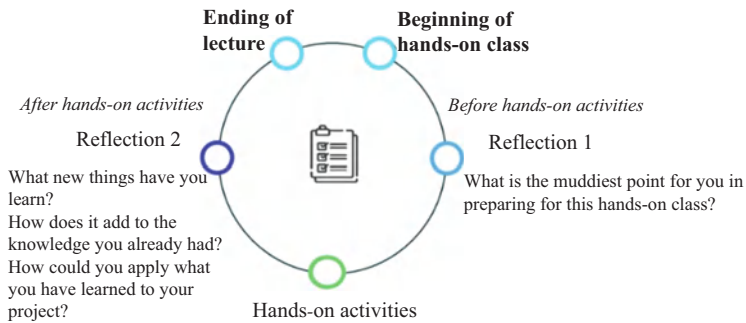 Ending of
lecture
Beginning of
hands-on class
After hands-on activities
Before hands-on activities
Reflection 2
Reflection 1
What new things have you
learn?
How does it add to the
knowledge you already had?
How could you apply what
you have learned to your
project?
What is the muddiest point for you in
preparing for this hands-on class?
Hands-on activities